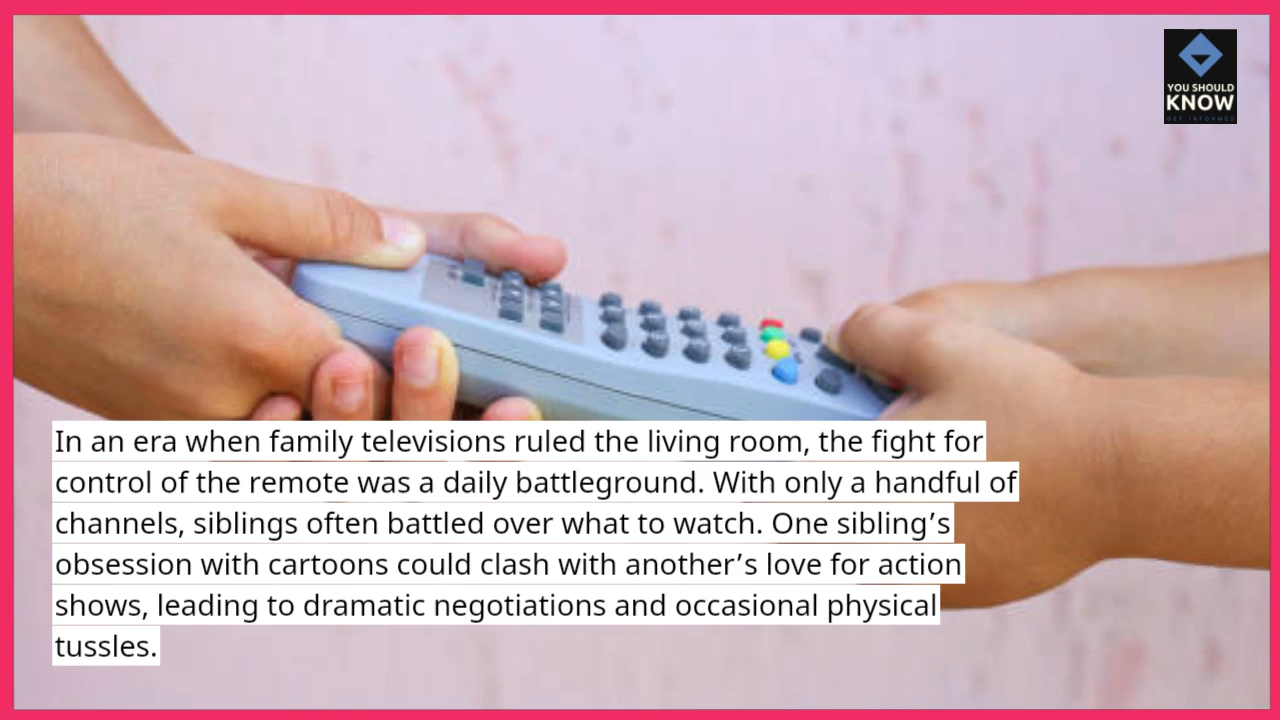 YOU SHOULD
KNOW
GET INFORMED
In an era when family televisions ruled the living room, the fight for
control of the remote was a daily battleground. With only a handful of
channels, siblings often battled over what to watch. One sibling’s
obsession with cartoons could clash with another’s love for action
shows, leading to dramatic negotiations and occasional physical
tussles.